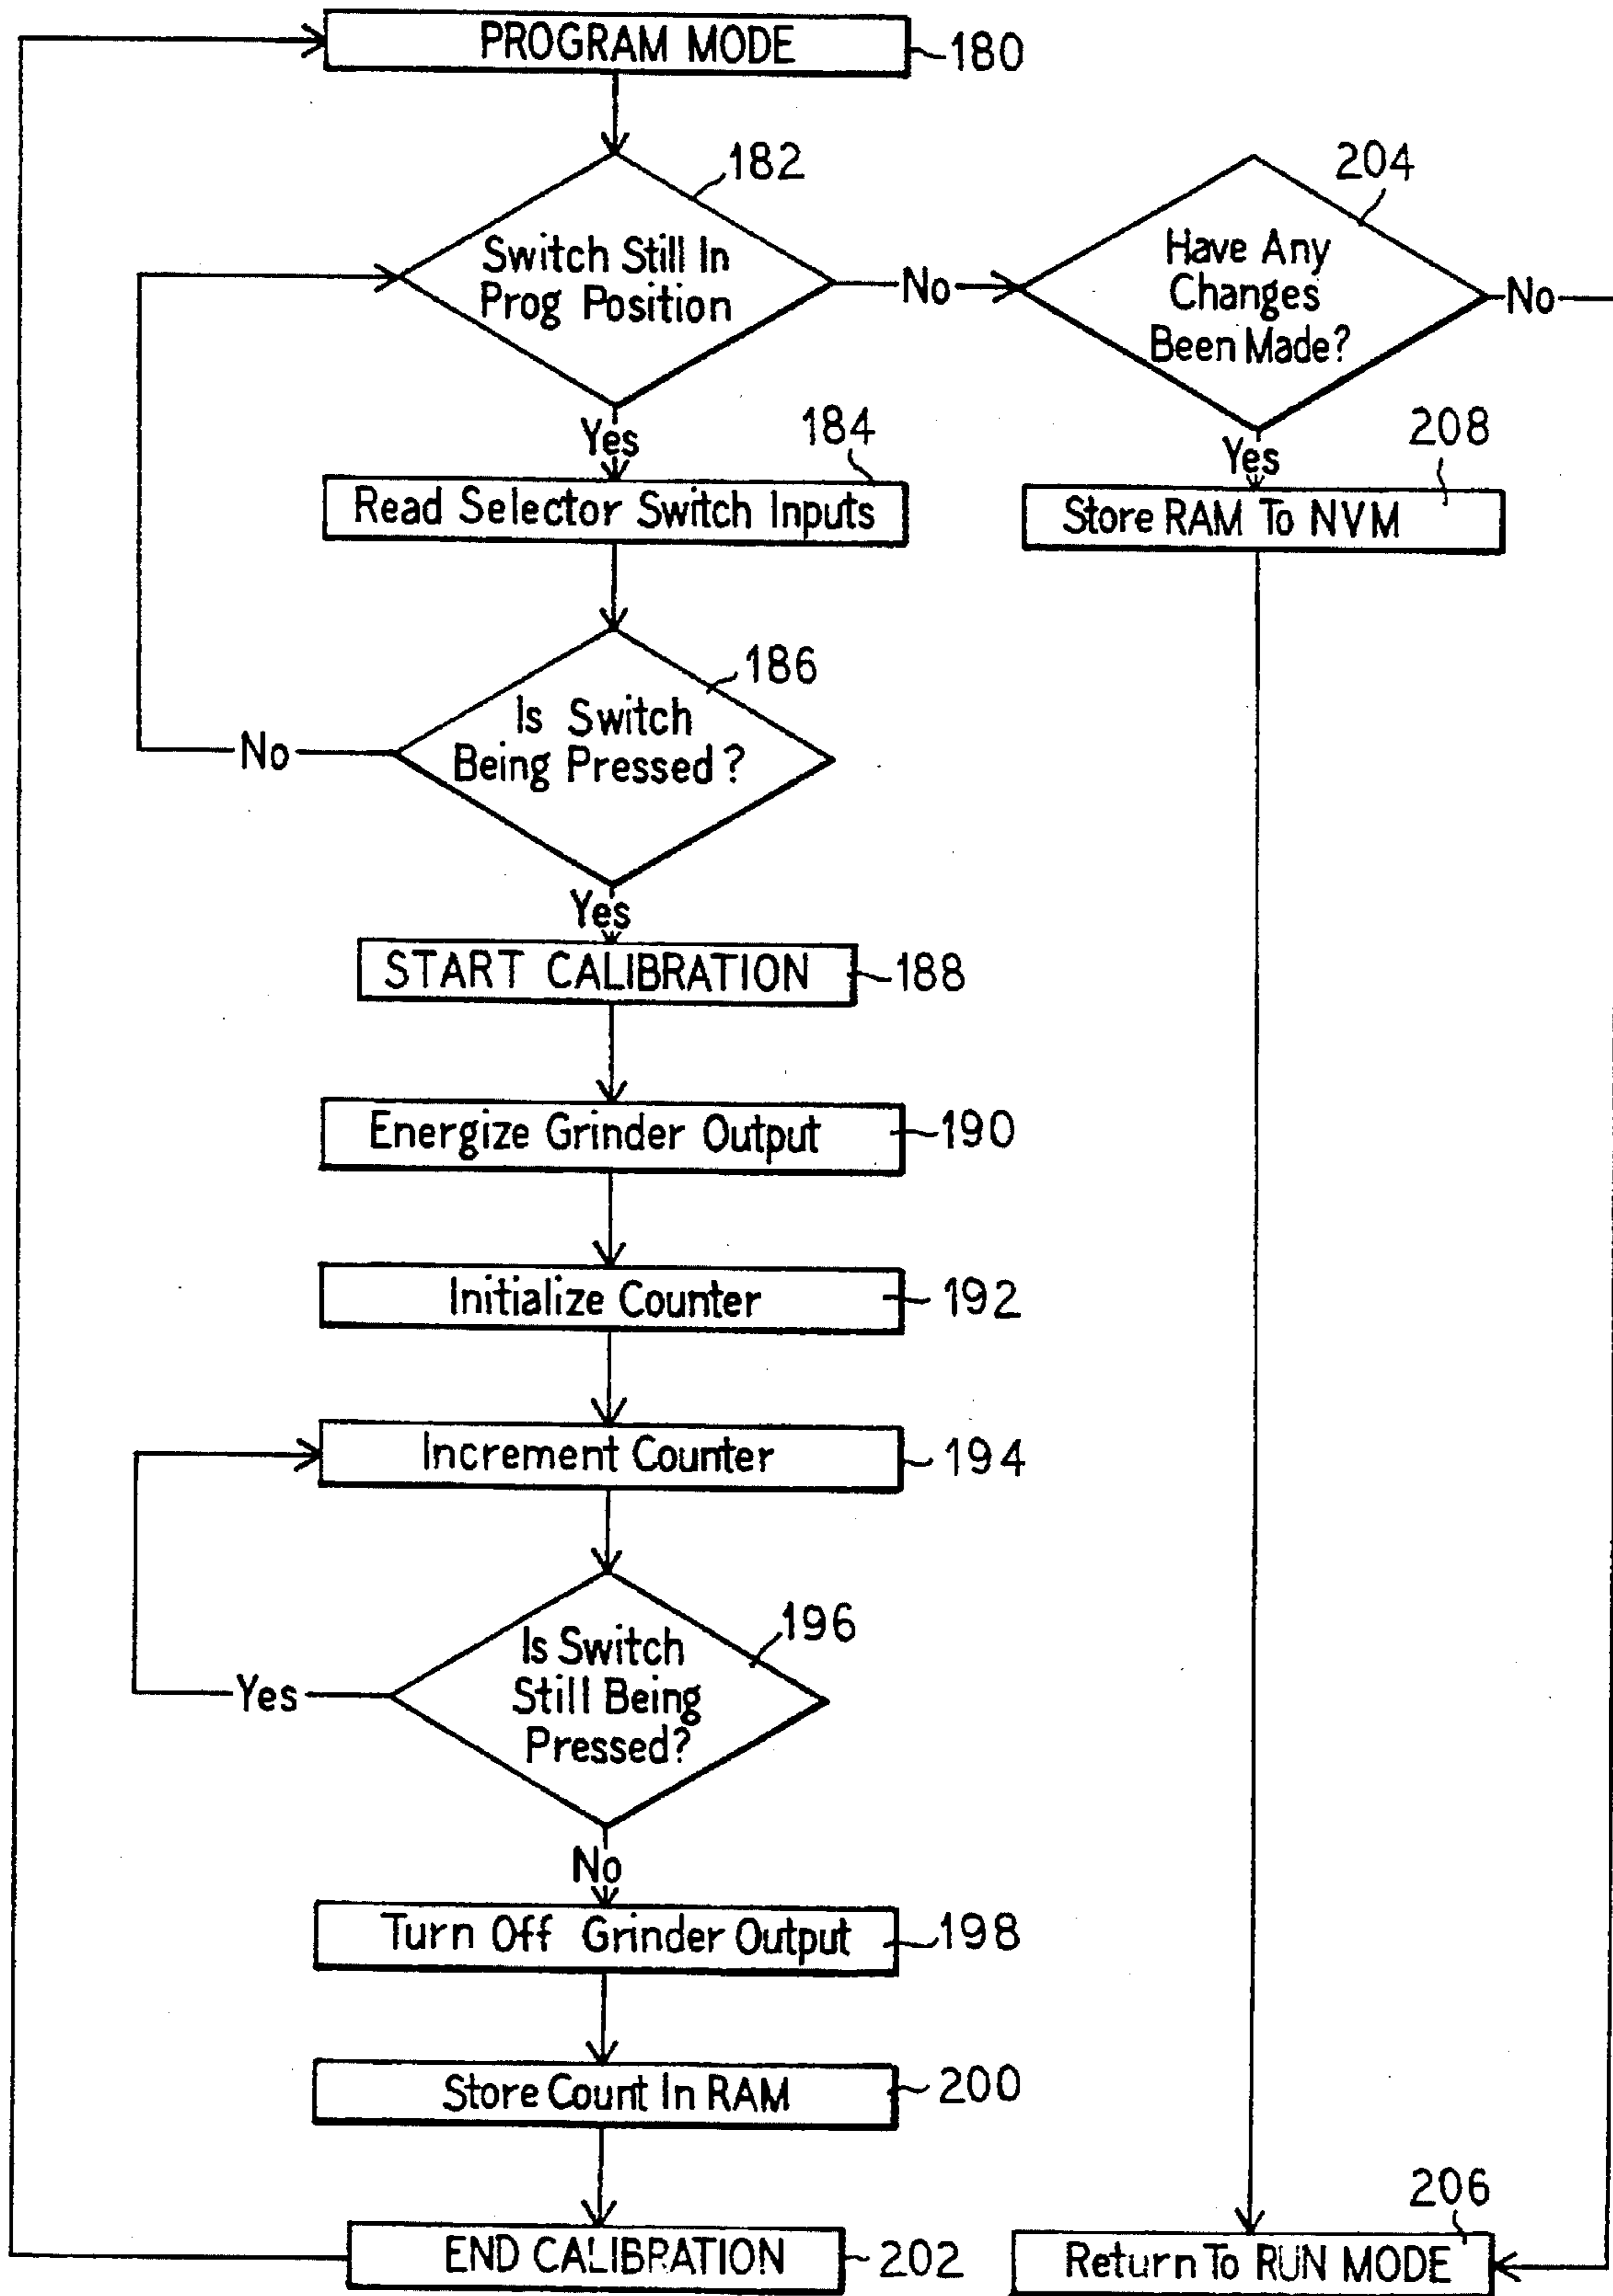 PROGRAM MODE
180
182
Switch Still In
Prog Position
No
204
Have Any
Changes
Been Made?
No
Yes
184
Read Selector Switch Inputs
Yes
208
Store RAM To NVM
186
Is Switch
Being Pressed?
No
Yes
START CALIBRATION
188
Energize Grinder Output
190
Initialize Counter
192
Increment Counter
194
196
Is Switch
Still Being
Pressed?
Yes
No
Turn Off Grinder Output
198
Store Count In RAM
200
END CALIBRATION
202
206
Return To RUN MODE